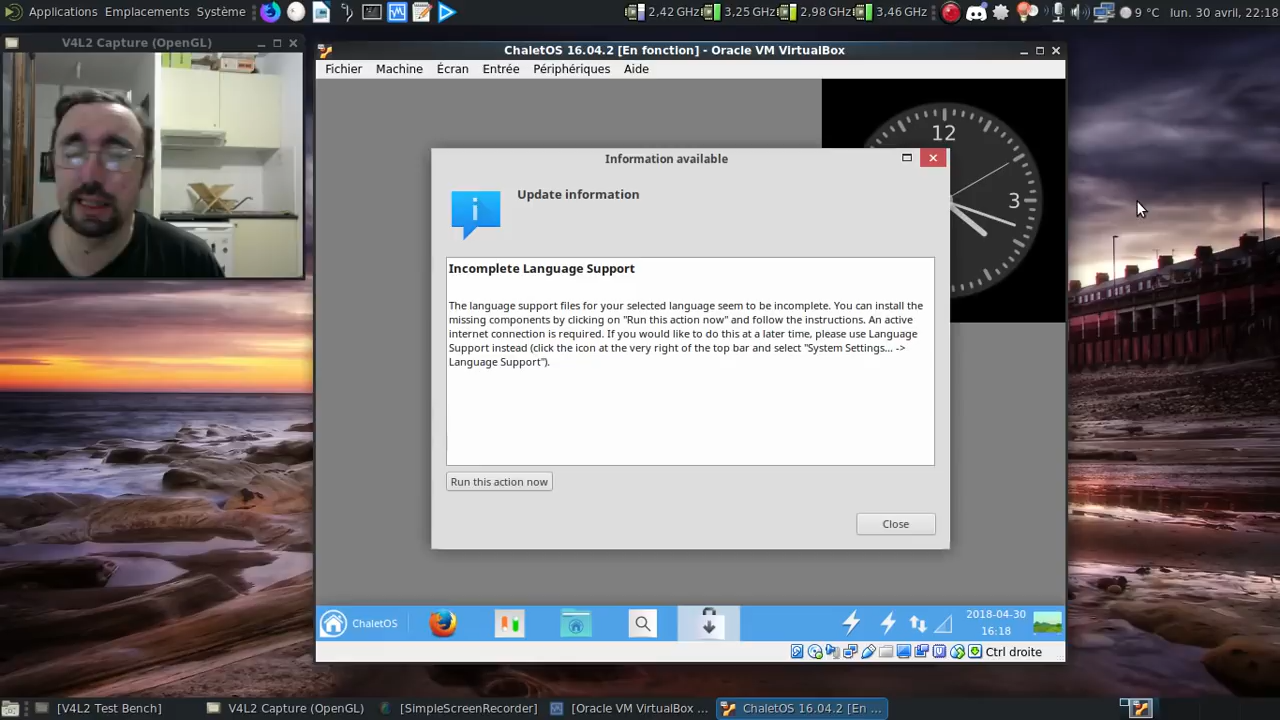 Applications Emplacements Système
2,42 GHz 3,25 GHz 2,98 GHz 3,46 GHz
9 °C lun. 30 avril, 22:18
V4L2 Capture (OpenGL)
ChaletOS 16.04.2 [En fonction] - Oracle VM VirtualBox
Fichier Machine Écran Entrée Périphériques Aide
12
3
Information available
Update information
Incomplete Language Support
The language support files for your selected language seem to be incomplete. You can install the
missing components by clicking on "Run this action now" and follow the instructions. An active
internet connection is required. If you would like to do this at a later time, please use Language
Support instead (click the icon at the very right of the top bar and select "System Settings... ->
Language Support").
Run this action now
Close
ChaletOS
2018-04-30
16:18
Ctrl droite
[V4L2 Test Bench] V4L2 Capture (OpenGL) [SimpleScreenRecorder] [Oracle VM VirtualBox ... ChaletOS 16.04.2 [En ...